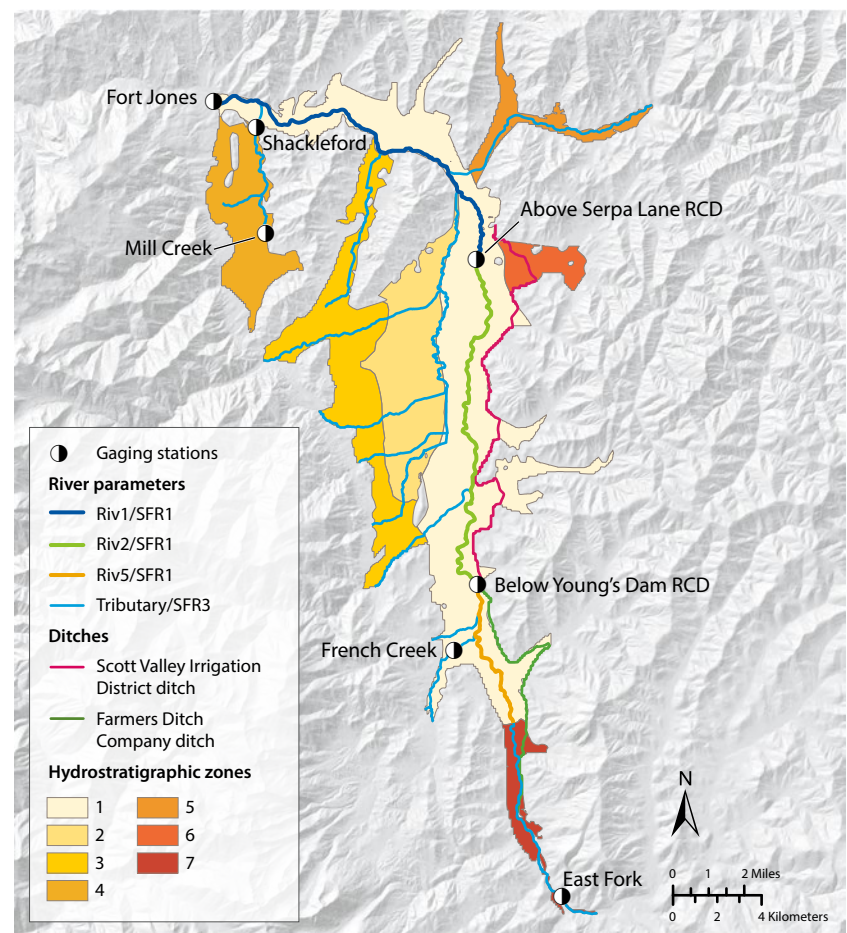 Fort Jones
Shackleford
Mill Creek
Above Serpa Lane RCD
Below Young's Dam RCD
French Creek
East Fork
Gaging stations
River parameters
Riv1/SFR1
Riv2/SFR1
Riv5/SFR1
Tributary/SFR3
Ditches
Scott Valley Irrigation
District ditch
Farmers Ditch
Company ditch
Hydrostratigraphic zones
1
2
3
4
5
6
7
N
0 1 2 Miles
0 2 4 Kilometers